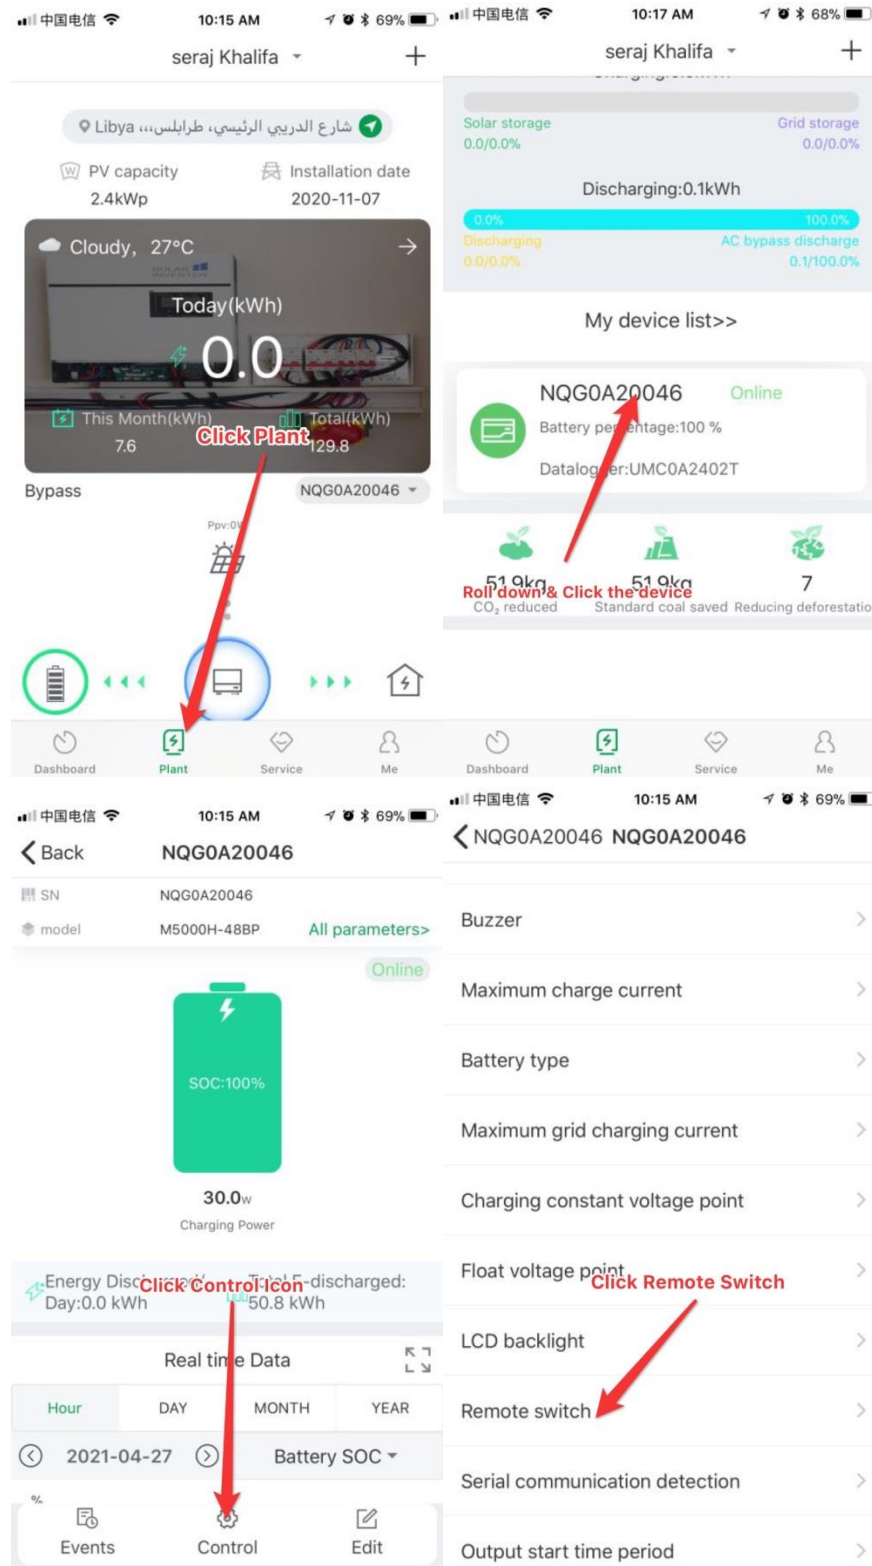 中国电信 10:15 AM 69%
seraj Khalifa
شارع الدريبي الرئيسي، طرابلس،،، Libya
PV capacity Installation date
2.4kWp 2020-11-07
Cloudy, 27°C
SOLAR
INVERTER
Today(kWh)
0.0
This Month(kWh) Total(kWh)
Click Plant
7.6 129.8
Bypass NQG0A20046
Ppv:0W
Dashboard Plant Service Me
中国电信 10:17 AM 68%
seraj Khalifa
Solar storage Grid storage
0.0/0.0% 0.0/0.0%
Discharging:0.1kWh
0.0% 100.0%
Discharging AC bypass discharge
0.0/0.0% 0.1/100.0%
My device list>>
NQG0A20046 Online
Battery percentage:100 %
Datalogger:UMC0A2402T
51.9kg 51.9kg 7
Roll down & Click the device
CO₂ reduced Standard coal saved Reducing deforestatio
Dashboard Plant Service Me
中国电信 10:15 AM 69%
Back NQG0A20046
SN NQG0A20046
model M5000H-48BP All parameters>
Online
SOC:100%
30.0w
Charging Power
Energy Discharged/ Total E-discharged:
Click Control Icon
Day:0.0 kWh 50.8 kWh
Real time Data
Hour DAY MONTH YEAR
2021-04-27 Battery SOC
%
Events Control Edit
中国电信 10:15 AM 69%
NQG0A20046 NQG0A20046
Buzzer
Maximum charge current
Battery type
Maximum grid charging current
Charging constant voltage point
Float voltage point
Click Remote Switch
LCD backlight
Remote switch
Serial communication detection
Output start time period